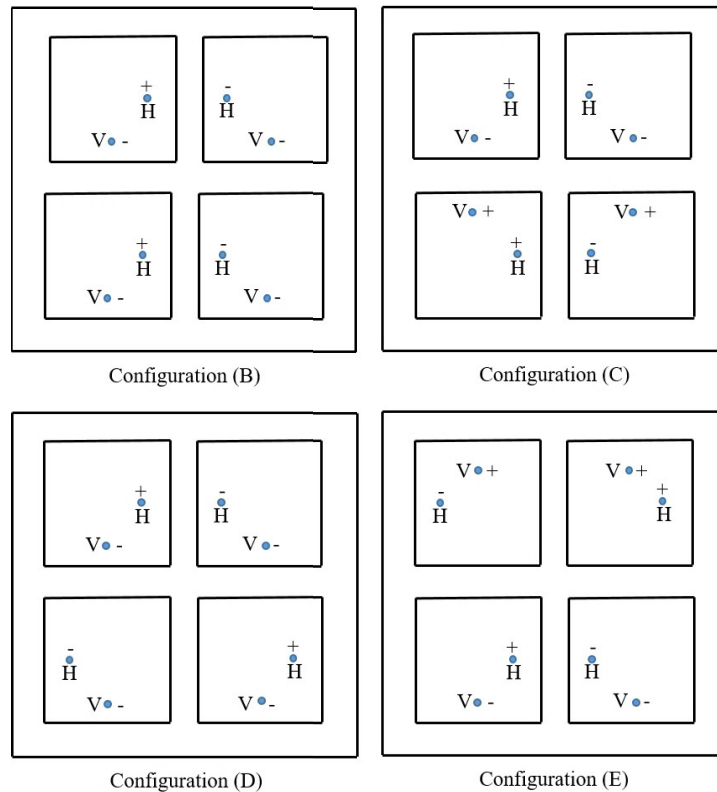 + - + -
H H H H
V - V - V - V -
V + V +
+ - + -
H H H H
V - V -
Configuration (B) Configuration (C)
V + V +
+ - - +
H H H H
V - V -
- + + -
H H H H
V - V - V - V -
Configuration (D) Configuration (E)